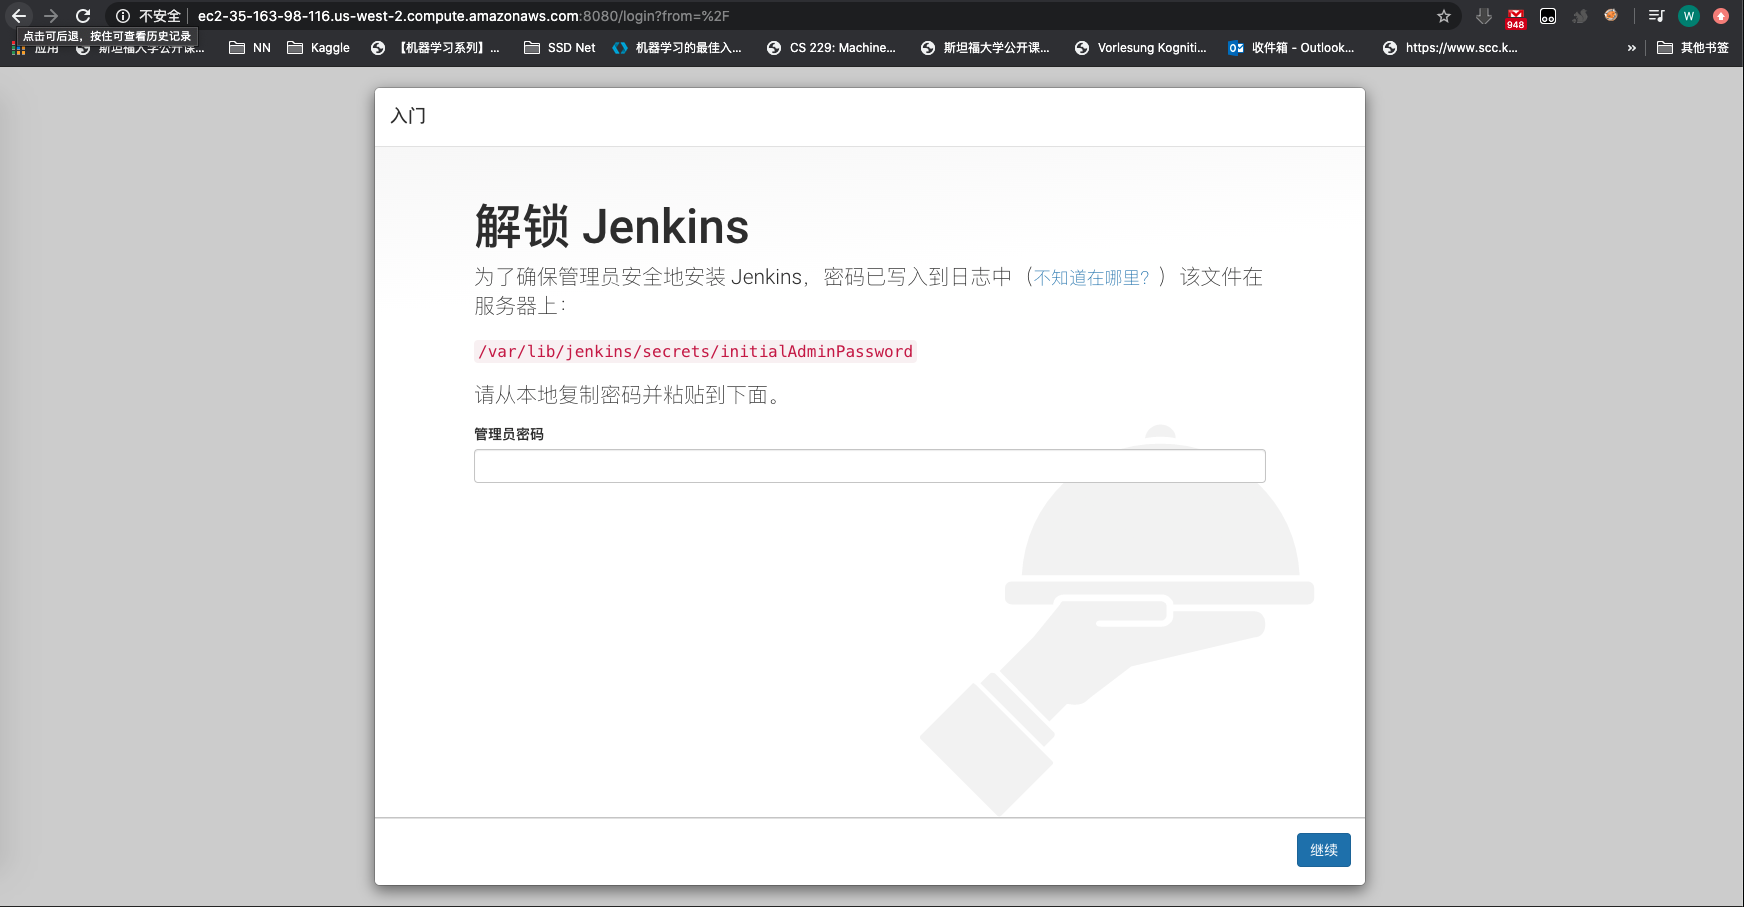 不安全 ec2-35-163-98-116.us-west-2.compute.amazonaws.com:8080/login?from=%2F
948
W
点击可后退，按住可查看历史记录
应用 斯坦福大学公开课... NN Kaggle 【机器学习系列】... SSD Net 机器学习的最佳入... CS 229: Machine... 斯坦福大学公开课... Vorlesung Kogniti... 收件箱 - Outlook... https://www.scc.k... » 其他书签
入门
解锁 Jenkins
为了确保管理员安全地安装 Jenkins，密码已写入到日志中（不知道在哪里？）该文件在
服务器上：
/var/lib/jenkins/secrets/initialAdminPassword
请从本地复制密码并粘贴到下面。
管理员密码
继续